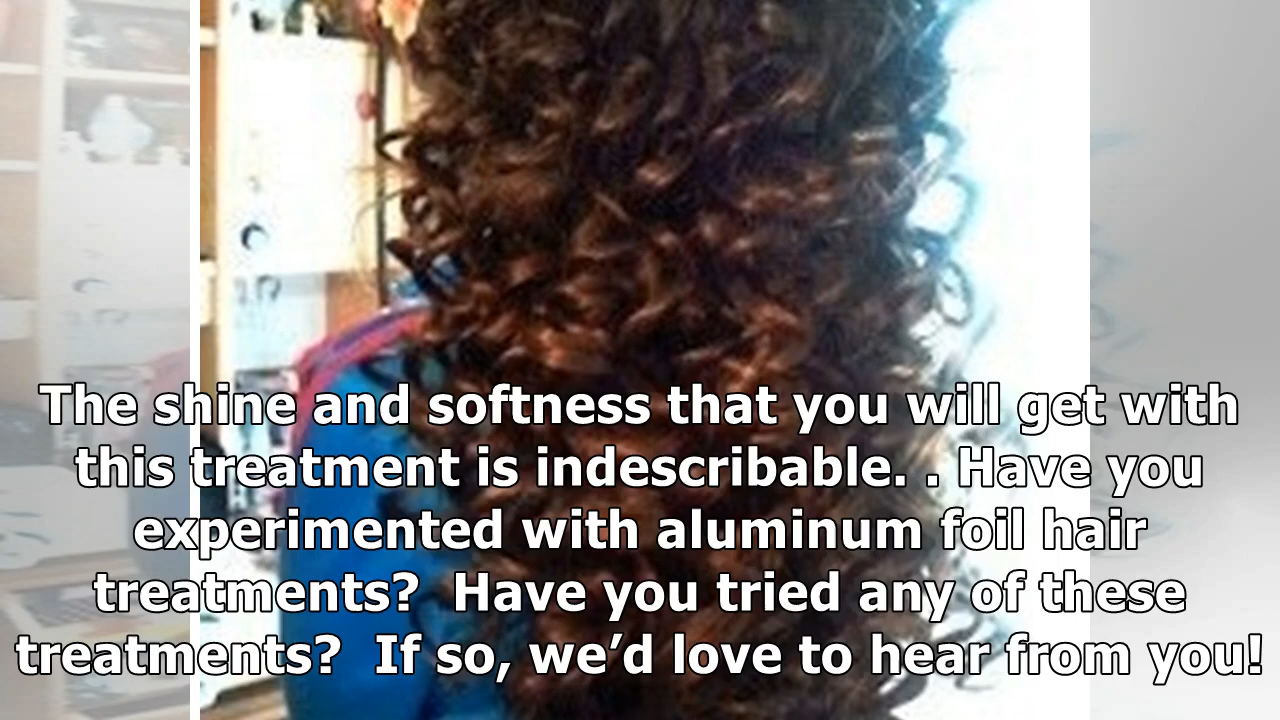 The shine and softness that you will get with
this treatment is indescribable. . Have you
experimented with aluminum foil hair
treatments?  Have you tried any of these
treatments?  If so, we’d love to hear from you!